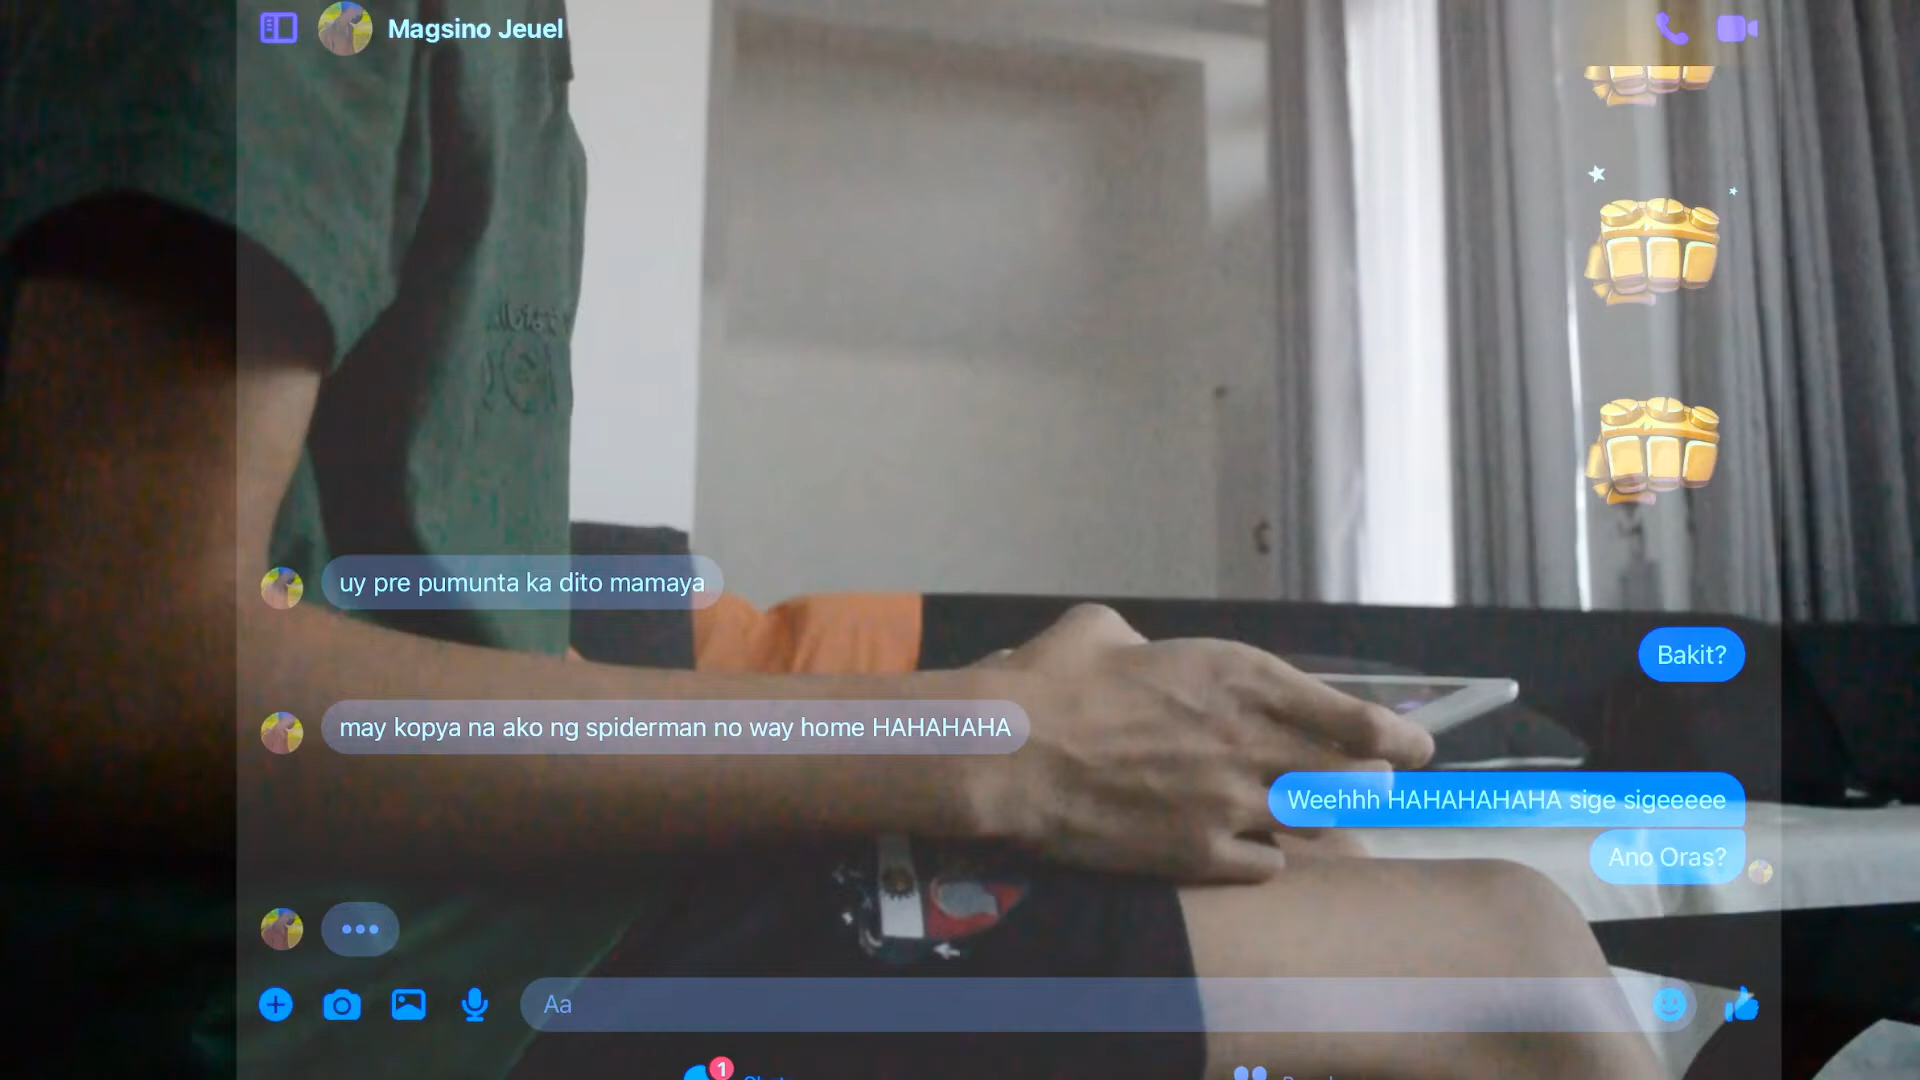 Magsino Jeuel
uy pre pumunta ka dito mamaya
Bakit?
may kopya na ako ng spiderman no way home HAHAHAHA
Weehhh HAHAHAHAHA sige sigeeeee
Ano Oras?
Aa
1